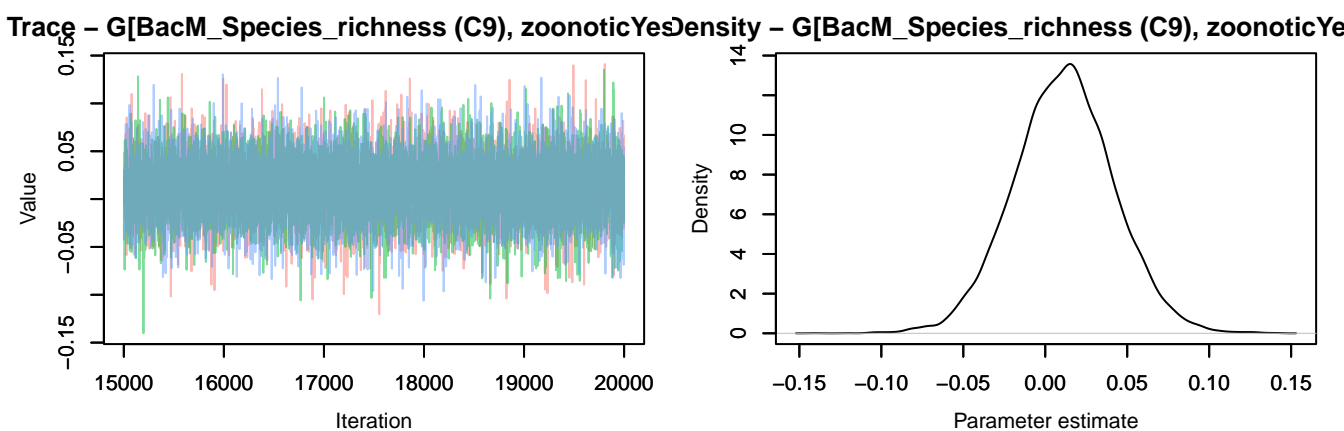 Trace – G[BacM_Species_richness (C9), zoonoticYes
Density – G[BacM_Species_richness (C9), zoonoticYe
Value
0.15
0.05
−0.05
−0.15
15000 16000 17000 18000 19000 20000
Iteration
Density
14
10
8
6
4
2
0
−0.15 −0.10 −0.05 0.00 0.05 0.10 0.15
Parameter estimate